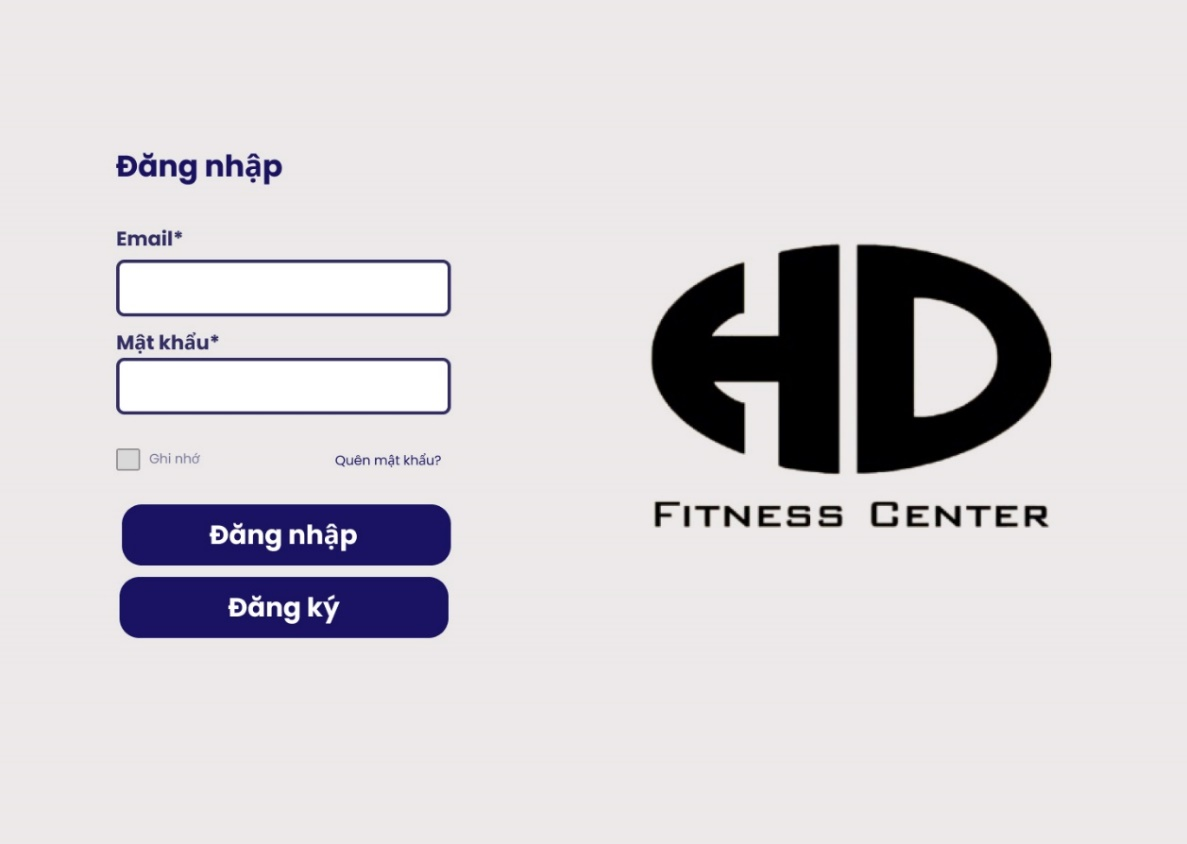 Đăng nhập
Email*
Mật khẩu*
Ghi nhớ
Quên mật khẩu?
Đăng nhập
Đăng ký
HD
FITNESS CENTER